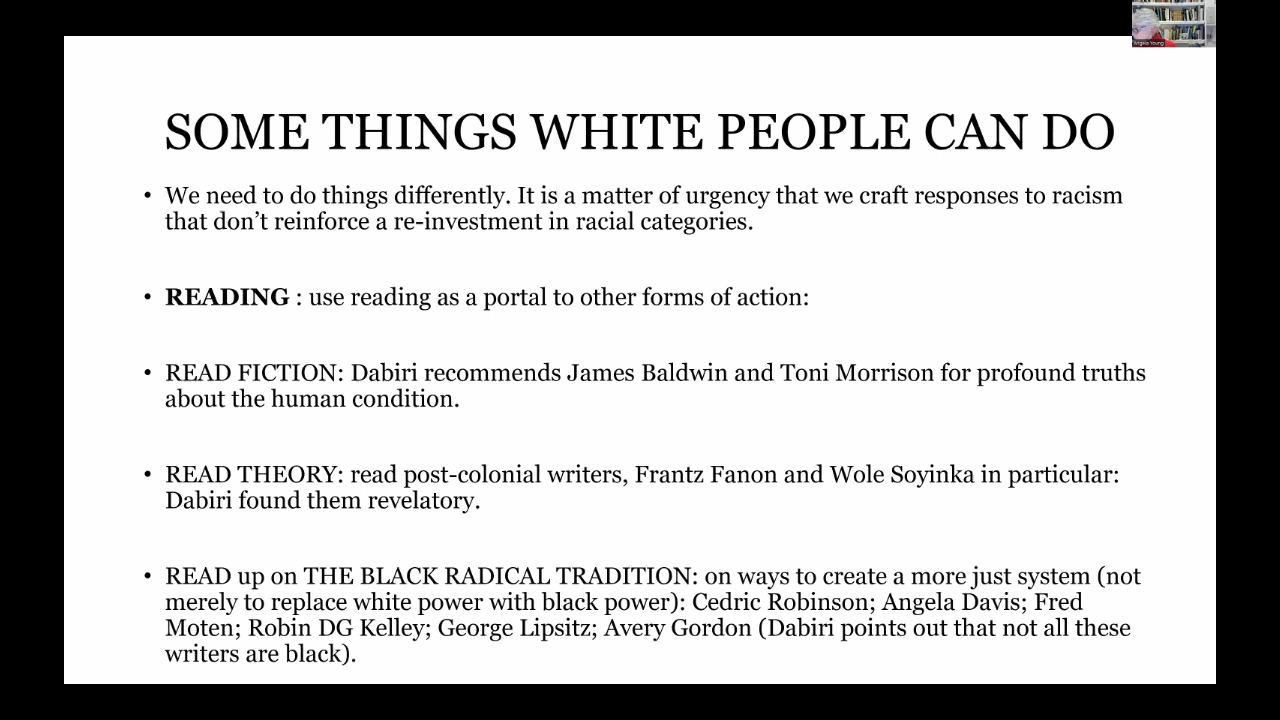 Angela Young
SOME THINGS WHITE PEOPLE CAN DO
• We need to do things differently. It is a matter of urgency that we craft responses to racism
that don’t reinforce a re-investment in racial categories.
• READING : use reading as a portal to other forms of action:
• READ FICTION: Dabiri recommends James Baldwin and Toni Morrison for profound truths
about the human condition.
• READ THEORY: read post-colonial writers, Frantz Fanon and Wole Soyinka in particular:
Dabiri found them revelatory.
• READ up on THE BLACK RADICAL TRADITION: on ways to create a more just system (not
merely to replace white power with black power): Cedric Robinson; Angela Davis; Fred
Moten; Robin DG Kelley; George Lipsitz; Avery Gordon (Dabiri points out that not all these
writers are black).